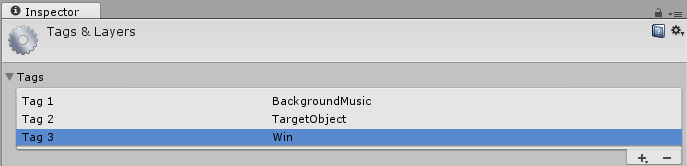 Inspector
Tags & Layers
Tags
Tag 1 BackgroundMusic
Tag 2 TargetObject
Tag 3 Win